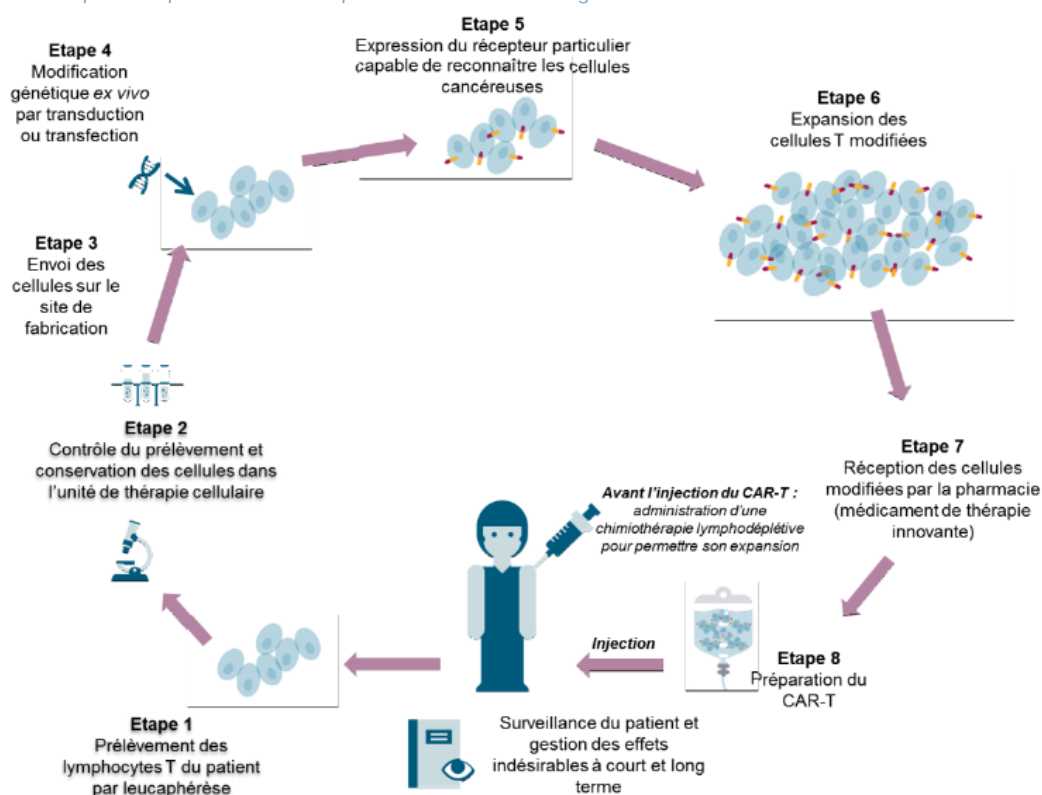 Etape 1
Prélèvement des
lymphocytes T du patient
par leucaphérèse
Etape 2
Contrôle du prélèvement et
conservation des cellules dans
l'unité de thérapie cellulaire
Etape 3
Envoi des
cellules sur le
site de
fabrication
Etape 4
Modification
génétique ex vivo
par transduction
ou transfection
Etape 5
Expression du récepteur particulier
capable de reconnaître les cellules
cancéreuses
Etape 6
Expansion des
cellules T modifiées
Etape 7
Réception des cellules
modifiées par la pharmacie
(médicament de thérapie
innovante)
Etape 8
Préparation du
CAR-T
Avant l'injection du CAR-T :
administration d'une
chimiothérapie lymphodéplétive
pour permettre son expansion
Injection
Surveillance du patient et
gestion des effets
indésirables à court et long
terme